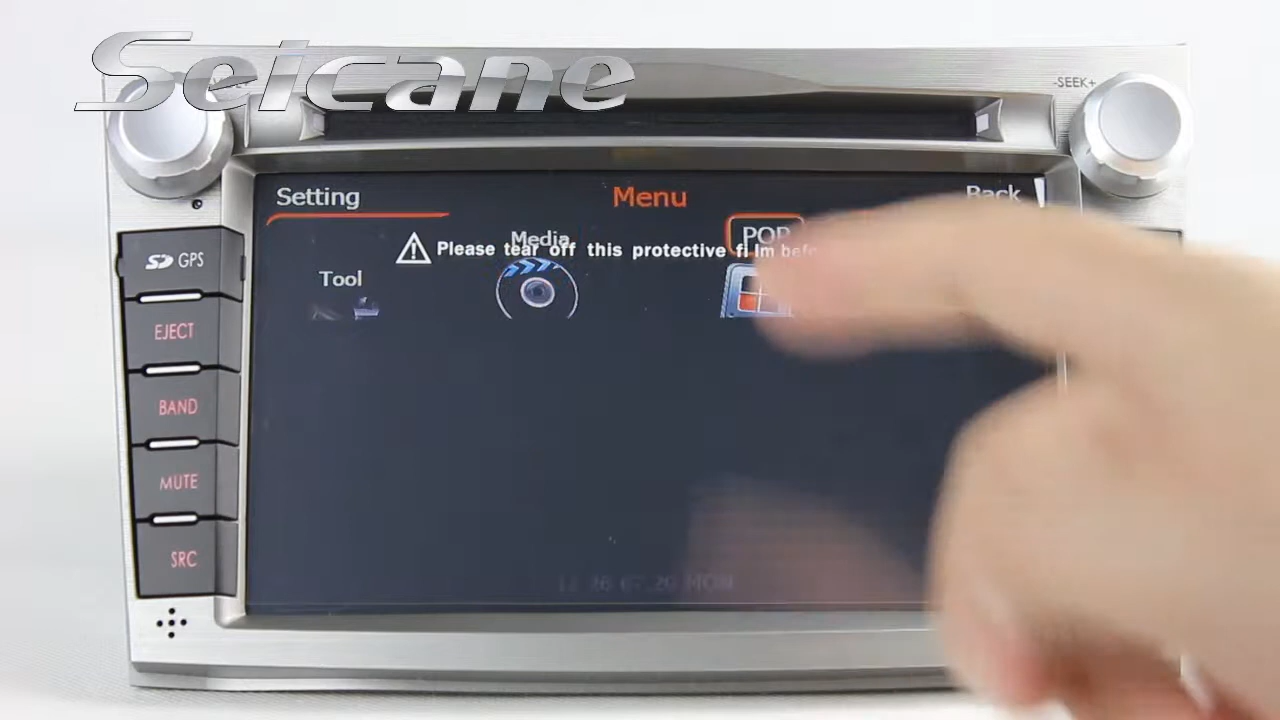 Seicane
-SEEK+
Setting
Menu
Back
POP
Media
Please tear off this protective film
Tool
SD GPS
EJECT
BAND
MUTE
SRC